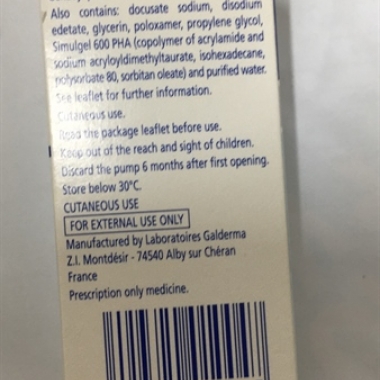 Also contains: docusate sodium, disodium
edetate, glycerin, poloxamer, propylene glycol,
Simulgel 600 PHA (copolymer of acrylamide and
sodium acryloyldimethyltaurate, isohexadecane,
polysorbate 80, sorbitan oleate) and purified water.
See leaflet for further information.
Cutaneous use.
Read the package leaflet before use.
Keep out of the reach and sight of children.
Discard the pump 6 months after first opening.
Store below 30°C.
CUTANEOUS USE
FOR EXTERNAL USE ONLY
Manufactured by Laboratoires Galderma
Z.I. Montdésir - 74540 Alby sur Chéran
France
Prescription only medicine.